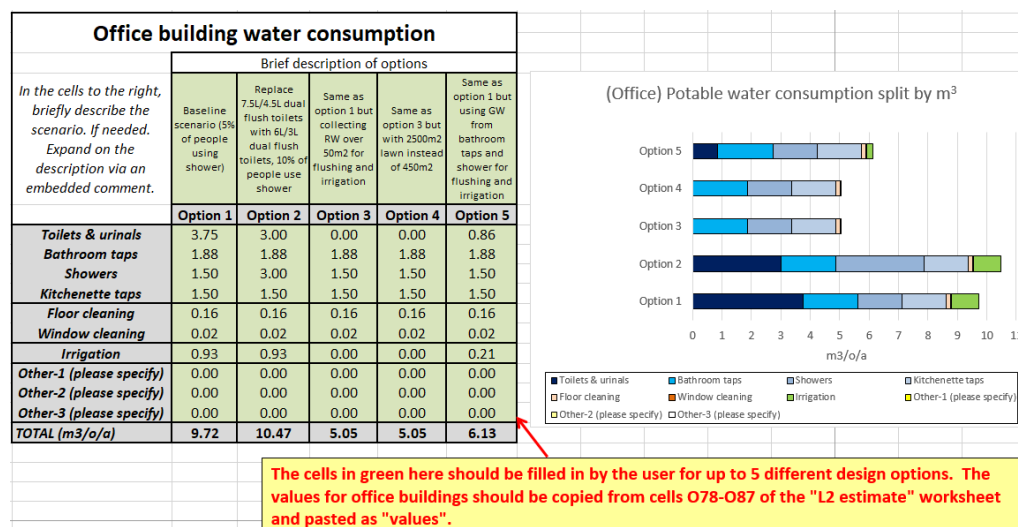 Office building water consumption
Brief description of options
In the cells to the right,
briefly describe the
scenario. If needed.
Expand on the
description via an
embedded comment.
Baseline
scenario (5%
of people
using
shower)
Replace
7.5L/4.5L dual
flush toilets
with 6L/3L
dual flush
toilets, 10% of
people use
shower
Same as
option 1 but
collecting
RW over
50m2 for
flushing and
irrigation
Same as
option 3 but
with 2500m2
lawn instead
of 450m2
Same as
option 1 but
using GW
from
bathroom
taps and
shower for
flushing and
irrigation
Option 1 Option 2 Option 3 Option 4 Option 5
Toilets & urinals 3.75 3.00 0.00 0.00 0.86
Bathroom taps 1.88 1.88 1.88 1.88 1.88
Showers 1.50 3.00 1.50 1.50 1.50
Kitchenette taps 1.50 1.50 1.50 1.50 1.50
Floor cleaning 0.16 0.16 0.16 0.16 0.16
Window cleaning 0.02 0.02 0.02 0.02 0.02
Irrigation 0.93 0.93 0.00 0.00 0.21
Other-1 (please specify) 0.00 0.00 0.00 0.00 0.00
Other-2 (please specify) 0.00 0.00 0.00 0.00 0.00
Other-3 (please specify) 0.00 0.00 0.00 0.00 0.00
TOTAL (m3/o/a) 9.72 10.47 5.05 5.05 6.13
(Office) Potable water consumption split by m³
Option 5
Option 4
Option 3
Option 2
Option 1
0 1 2 3 4 5 6 7 8 9 10 11
m3/o/a
Toilets & urinals Bathroom taps Showers Kitchenette taps
Floor cleaning Window cleaning Irrigation Other-1 (please specify)
Other-2 (please specify) Other-3 (please specify)
The cells in green here should be filled in by the user for up to 5 different design options. The
values for office buildings should be copied from cells O78-O87 of the "L2 estimate" worksheet
and pasted as "values".